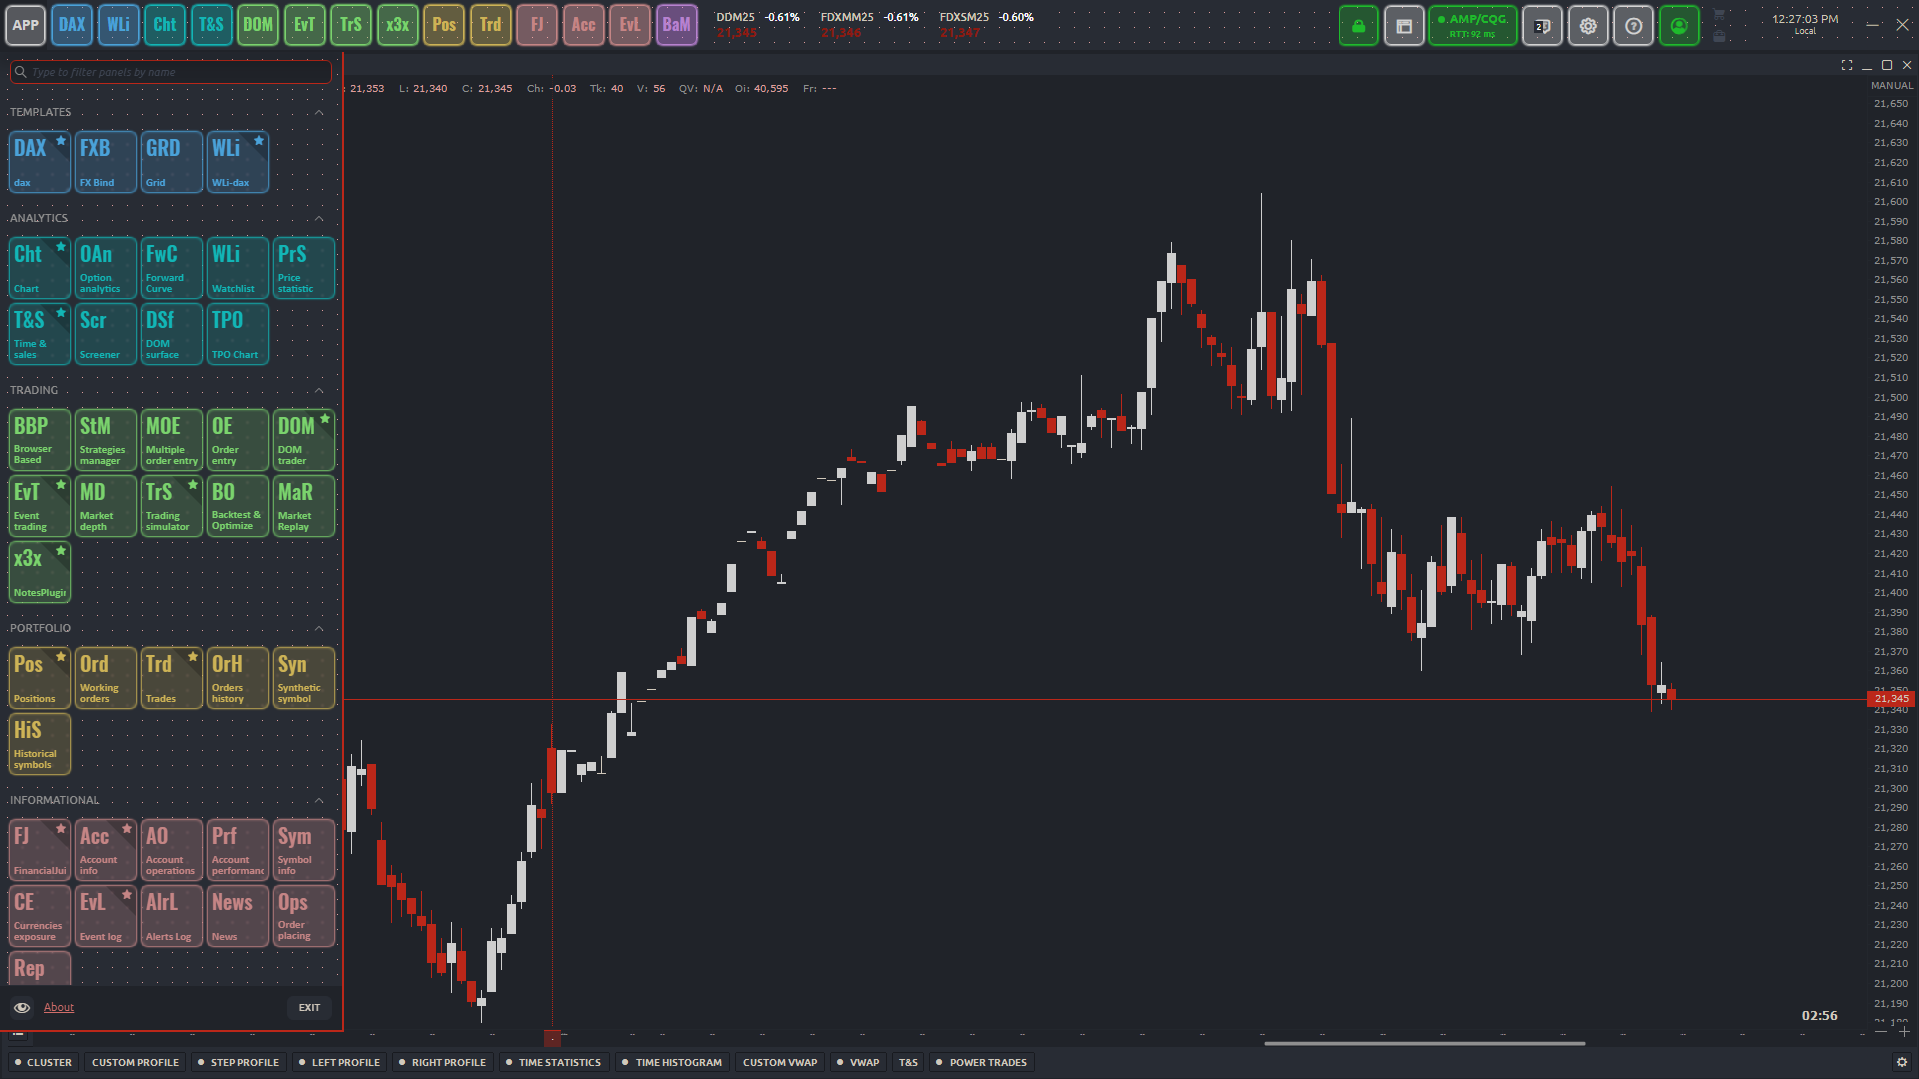 APP DAX WLi Cht T&S DOM EvT TrS x3x Pos Trd FJ Acc EvL BaM
DDM25 -0.61% FDXMM25 -0.61% FDXSM25 -0.60%
21,345 21,346 21,347
AMP/CQG
RTT: 92 ms
2
12:27:03 PM
Local
Type to filter panels by name
: 21,353 L: 21,340 C: 21,345 Ch: -0.03 Tk: 40 V: 56 QV: N/A Oi: 40,595 Fr: ---
TEMPLATES
DAX FXB GRD WLi
dax FX Bind Grid WLi-dax
ANALYTICS
Cht OAn FwC WLi PrS
Chart Option analytics Forward Curve Watchlist Price statistic
T&S Scr DSf TPO
Time & sales Screener DOM surface TPO Chart
TRADING
BBP StM MOE OE DOM
Browser Based Strategies manager Multiple order entry Order entry DOM trader
EvT MD TrS BO MaR
Event trading Market depth Trading simulator Backtest & Optimize Market Replay
x3x
NotesPlugin
PORTFOLIO
Pos Ord Trd OrH Syn
Positions Working orders Trades Orders history Synthetic symbol
HiS
Historical symbols
INFORMATIONAL
FJ Acc AO Prf Sym
FinancialJui Account info Account operations Account performanc Symbol info
CE EvL AlrL News Ops
Currencies exposure Event log Alerts Log News Order placing
Rep
About EXIT
MANUAL
21,650
21,640
21,630
21,620
21,610
21,600
21,590
21,580
21,570
21,560
21,550
21,540
21,530
21,520
21,510
21,500
21,490
21,480
21,470
21,460
21,450
21,440
21,430
21,420
21,410
21,400
21,390
21,380
21,370
21,360
21,350
21,345
21,340
21,330
21,320
21,310
21,300
21,290
21,280
21,270
21,260
21,250
21,240
21,230
21,220
21,210
21,200
21,190
21,180
02:56
CLUSTER CUSTOM PROFILE STEP PROFILE LEFT PROFILE RIGHT PROFILE TIME STATISTICS TIME HISTOGRAM CUSTOM VWAP VWAP T&S POWER TRADES